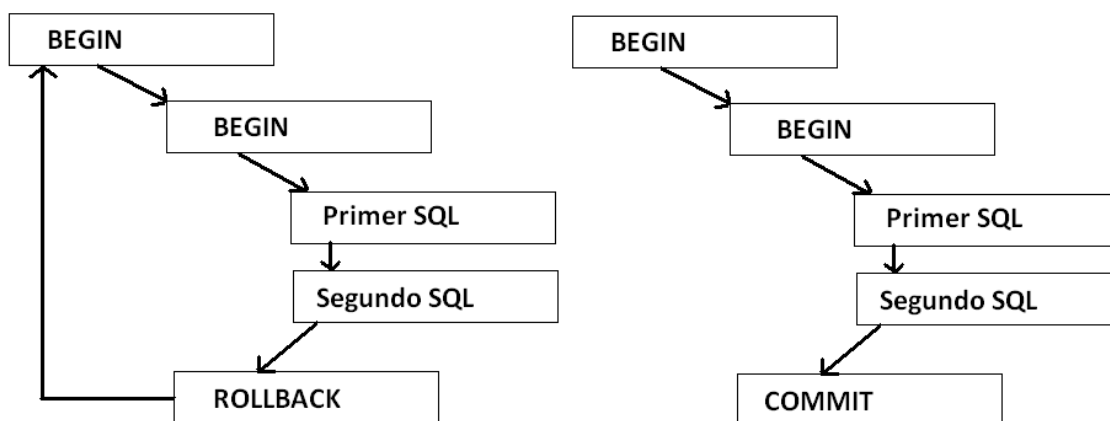 BEGIN
BEGIN
Primer SQL
Segundo SQL
ROLLBACK
BEGIN
BEGIN
Primer SQL
Segundo SQL
COMMIT